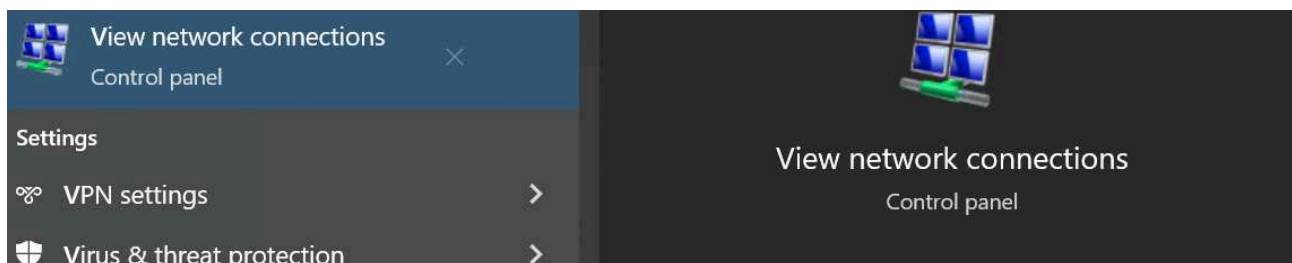 View network connections
Control panel
Settings
VPN settings
Virus & threat protection
View network connections
Control panel